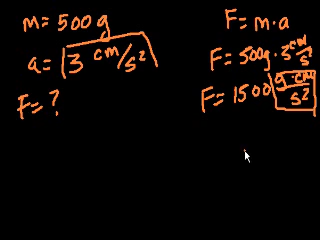 m = 500 g
a = 3 cm/s²
F = ?
F = m · a
F = 500g · 3 cm/s²
F = 1500 g cm/s²